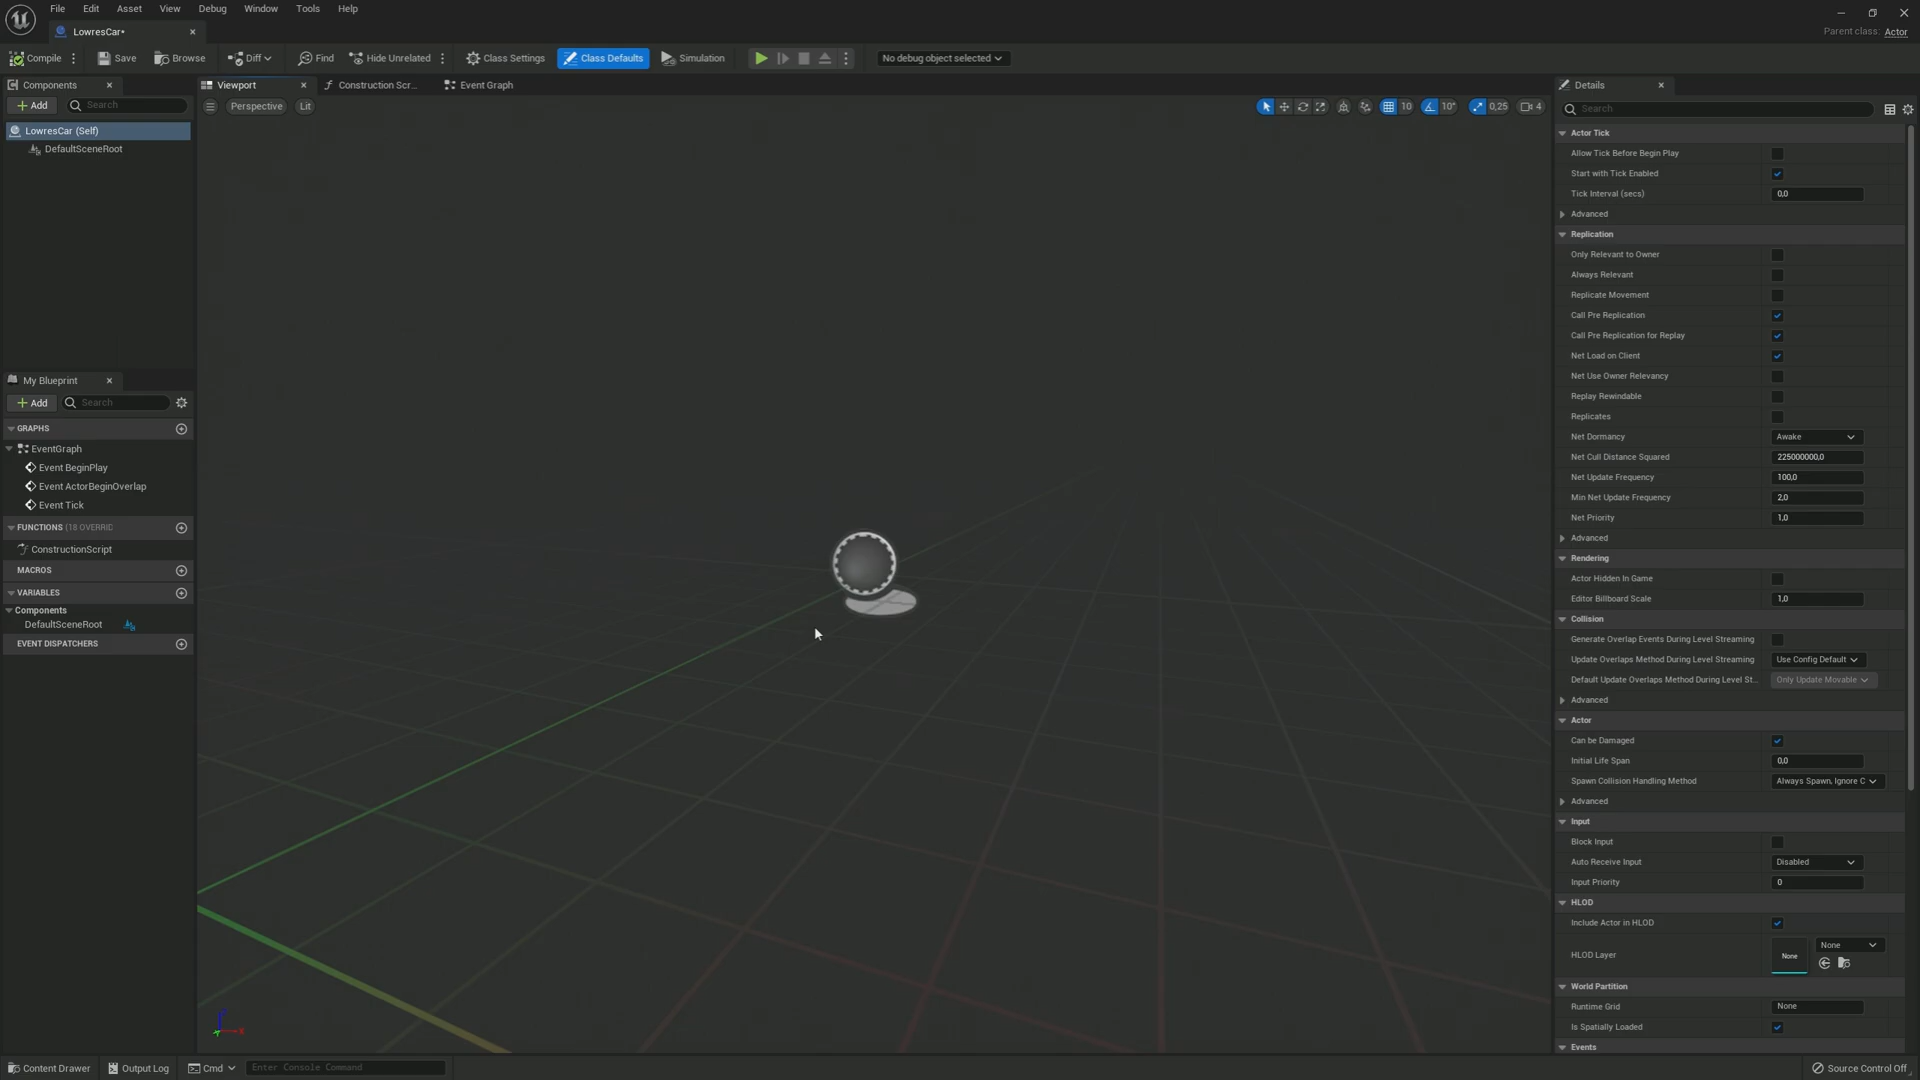 File Edit Asset View Debug Window Tools Help
LowresCar•
Parent class: Actor
Compile Save Browse Diff Find Hide Unrelated Class Settings Class Defaults Simulation No debug object selected
Components
Viewport
Construction Scr...
Event Graph
Details
Add Search
Perspective Lit
10 10° 0,25 4
Search
LowresCar (Self)
DefaultSceneRoot
My Blueprint
Add Search
GRAPHS
EventGraph
Event BeginPlay
Event ActorBeginOverlap
Event Tick
FUNCTIONS (18 OVERRID
ConstructionScript
MACROS
VARIABLES
Components
DefaultSceneRoot
EVENT DISPATCHERS
Actor Tick
Allow Tick Before Begin Play
Start with Tick Enabled
Tick Interval (secs) 0,0
Advanced
Replication
Only Relevant to Owner
Always Relevant
Replicate Movement
Call Pre Replication
Call Pre Replication for Replay
Net Load on Client
Net Use Owner Relevancy
Replay Rewindable
Replicates
Net Dormancy Awake
Net Cull Distance Squared 225000000,0
Net Update Frequency 100,0
Min Net Update Frequency 2,0
Net Priority 1,0
Advanced
Rendering
Actor Hidden In Game
Editor Billboard Scale 1,0
Collision
Generate Overlap Events During Level Streaming
Update Overlaps Method During Level Streaming Use Config Default
Default Update Overlaps Method During Level St... Only Update Movable
Advanced
Actor
Can be Damaged
Initial Life Span 0,0
Spawn Collision Handling Method Always Spawn, Ignore C
Advanced
Input
Block Input
Auto Receive Input Disabled
Input Priority 0
HLOD
Include Actor in HLOD
HLOD Layer None None
World Partition
Runtime Grid None
Is Spatially Loaded
Events
Z
X
Content Drawer Output Log Cmd Enter Console Command Source Control Off